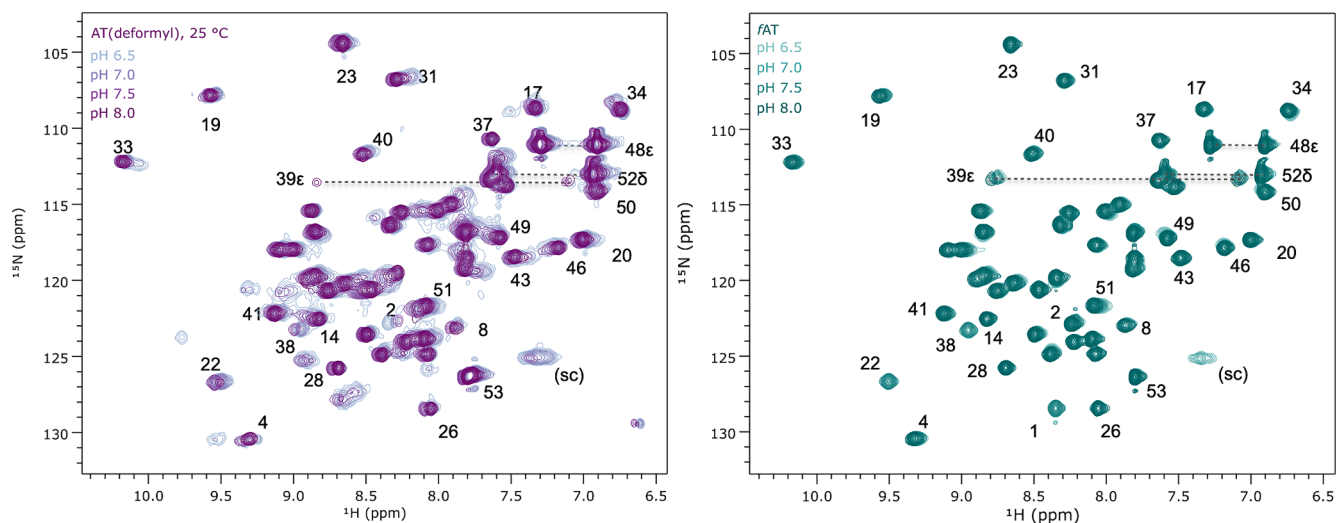 AT(deformyl), 25 °C
pH 6.5
pH 7.0
pH 7.5
pH 8.0
105
110
115
120
125
130
¹⁵N (ppm)
10.0 9.5 9.0 8.5 8.0 7.5 7.0 6.5
¹H (ppm)
23
31
17
34
19
37
48ε
33
40
39ε
52δ
50
49
20
46
43
51
2
41
14
8
38
22
28
(sc)
53
4
26
fAT
pH 6.5
pH 7.0
pH 7.5
pH 8.0
105
110
115
120
125
130
¹⁵N (ppm)
10.0 9.5 9.0 8.5 8.0 7.5 7.0 6.5
¹H (ppm)
23
31
17
34
19
37
40
48ε
33
39ε
52δ
50
49
20
46
43
51
2
41
14
8
38
22
28
(sc)
53
4
1
26